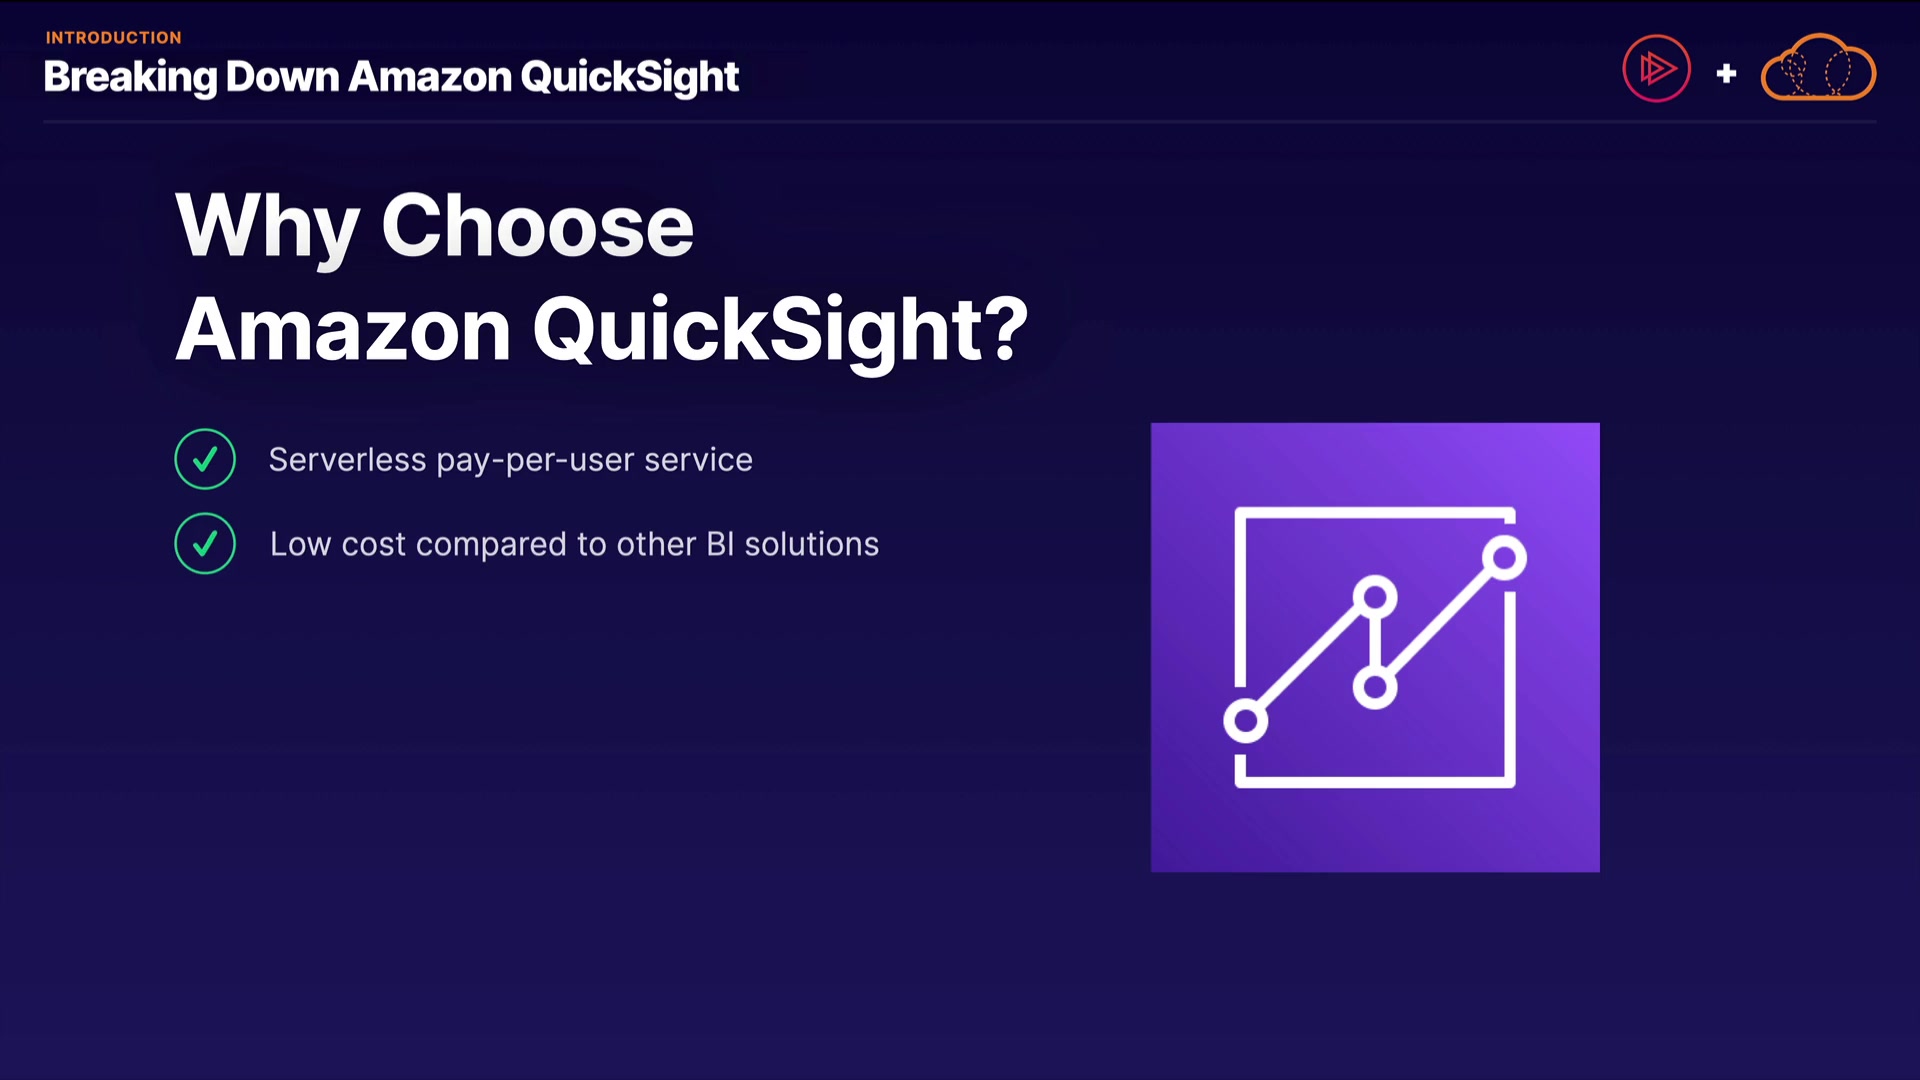 INTRODUCTION
Breaking Down Amazon QuickSight
+
Why Choose
Amazon QuickSight?
Serverless pay-per-user service
Low cost compared to other BI solutions